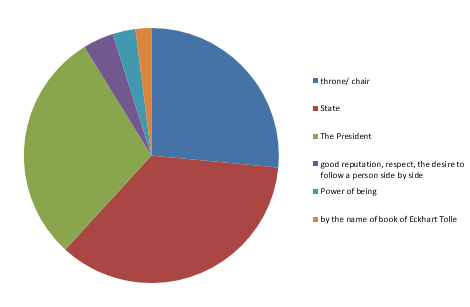 throne/ chair
State
The President
good reputation, respect, the desire to
follow a person side by side
Power of being
by the name of book of Eckhart Tolle